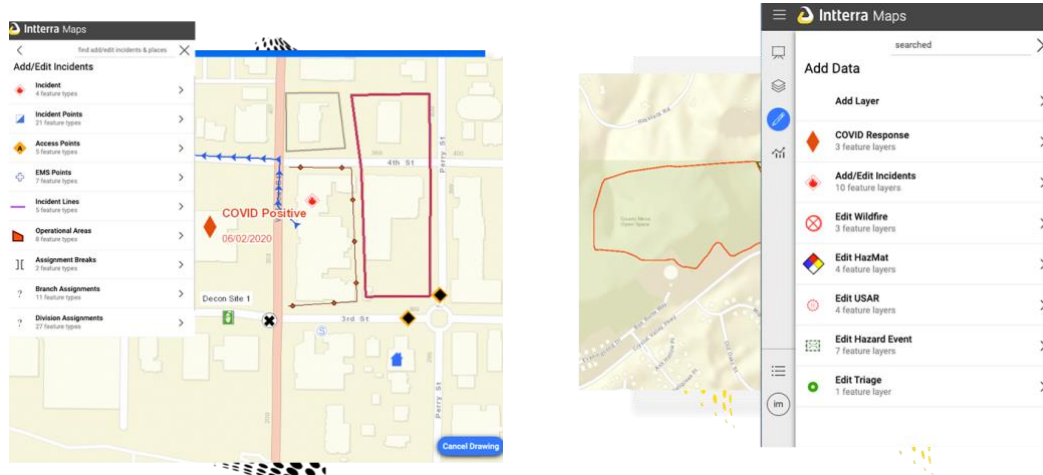 Intterra Maps
find add/edit incidents & places
Add/Edit Incidents
Incident
4 feature types
Incident Points
21 feature types
Access Points
5 feature types
A
EMS Points
7 feature types
Incident Lines
5 feature types
Operational Areas
8 feature types
Assignment Breaks
2 feature types
Branch Assignments
11 feature types
Division Assignments
27 feature types
4th St
400
Perry St
COVID Positive
06/02/2020
Decon Site 1
3rd St
S
200
Perry St
Cancel Drawing
Intterra Maps
searched
Add Data
Add Layer
COVID Response
3 feature layers
Add/Edit Incidents
10 feature layers
Edit Wildfire
3 feature layers
Edit HazMat
4 feature layers
Edit USAR
4 feature layers
Edit Hazard Event
7 feature layers
Edit Triage
1 feature layer
im